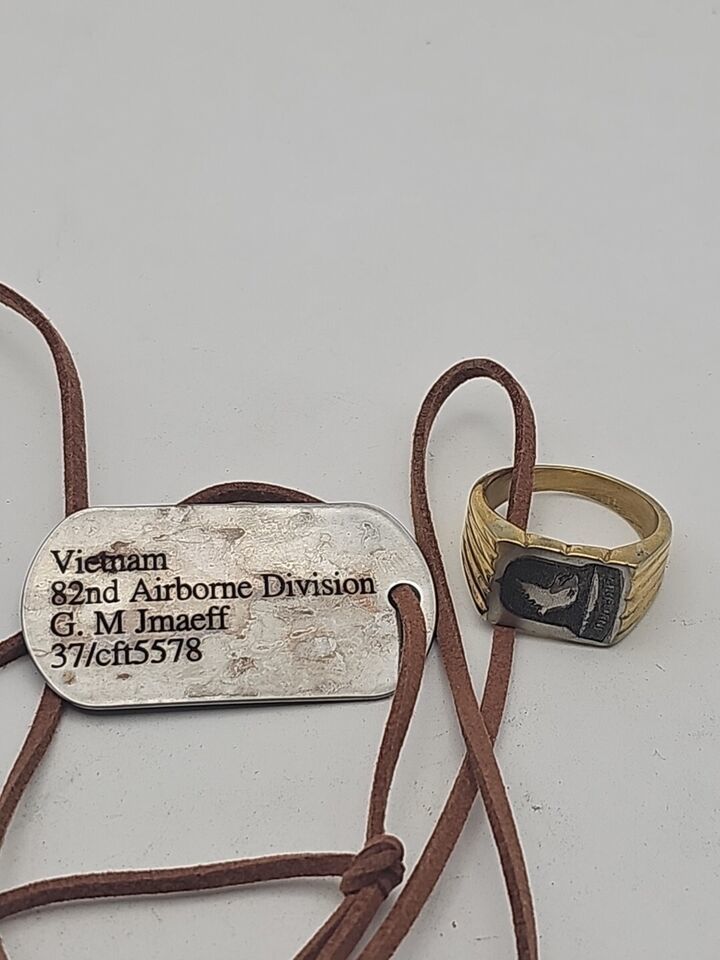 Vietnam
82nd Airborne Division
G. M Jmaeff
37/cft5578